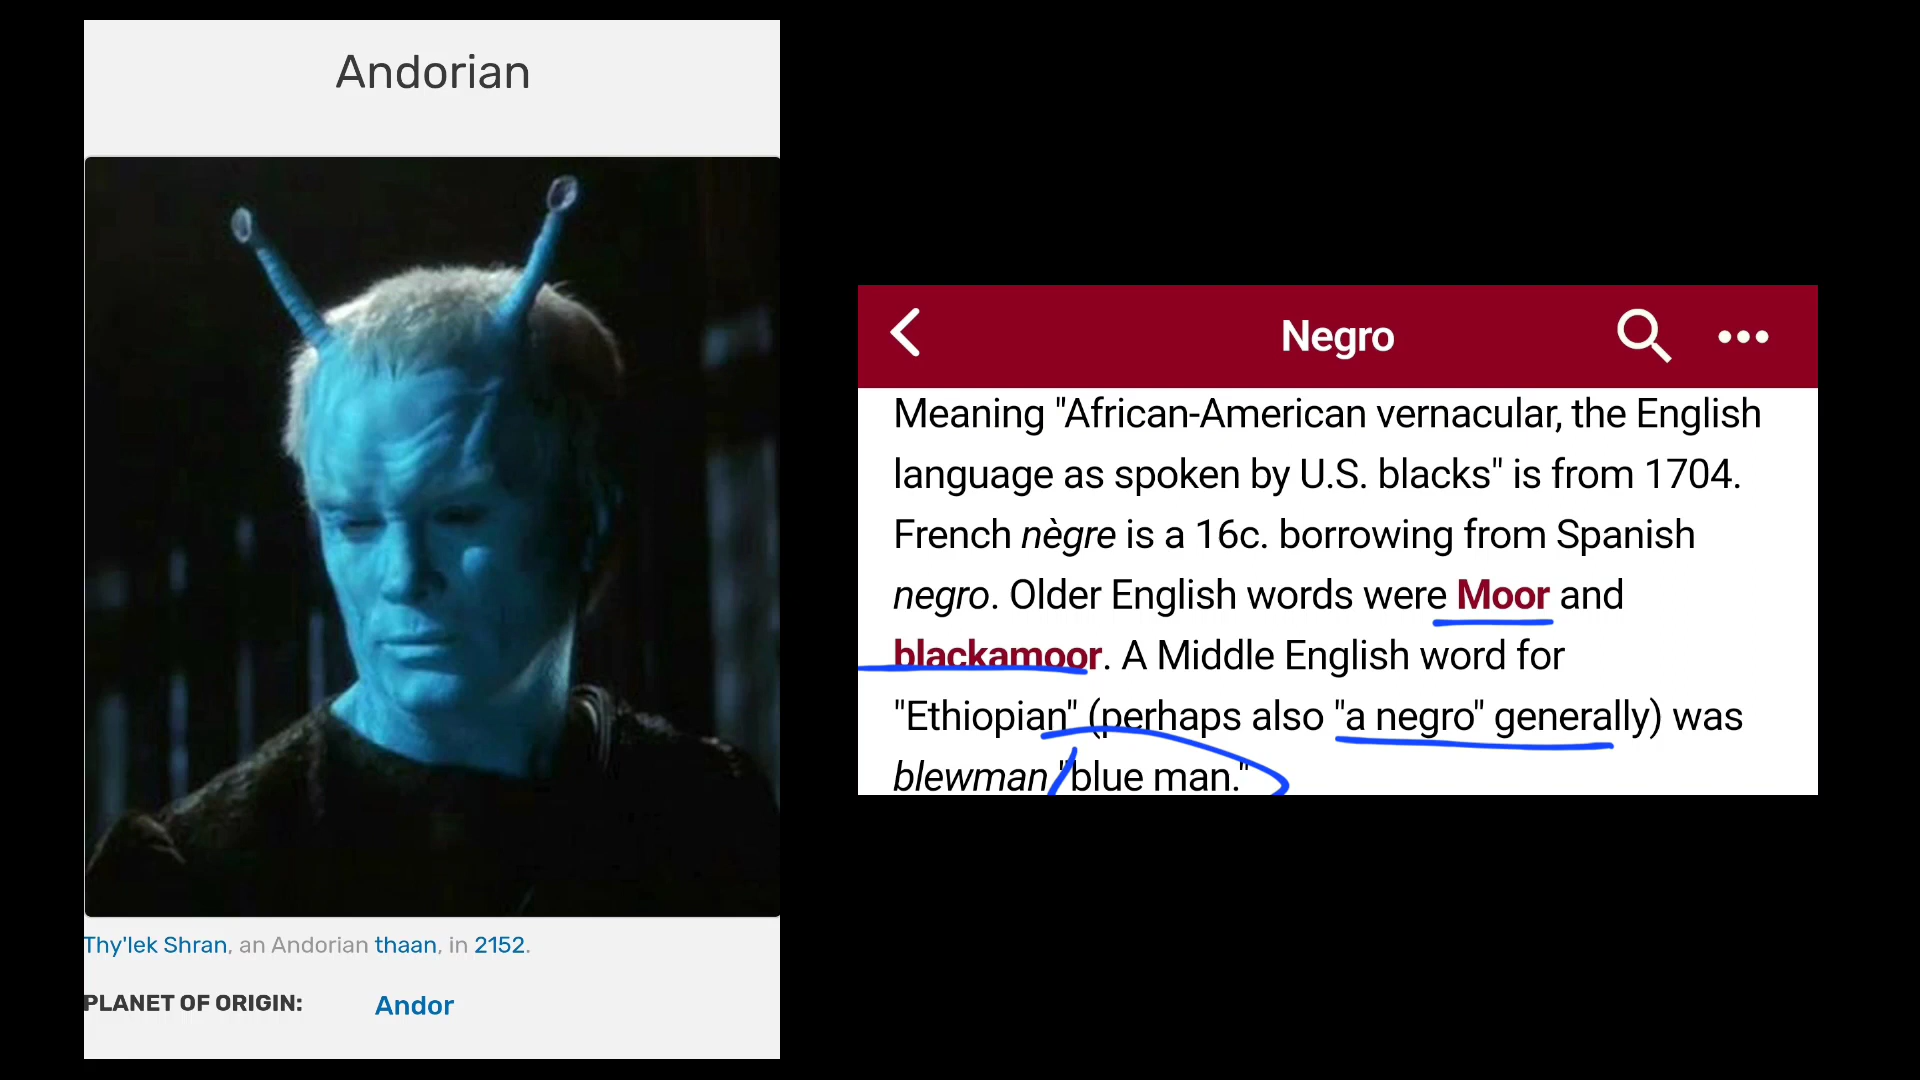 Andorian
Thy'lek Shran, an Andorian thaan, in 2152.
PLANET OF ORIGIN: Andor
Negro
Meaning "African-American vernacular, the English
language as spoken by U.S. blacks" is from 1704.
French nègre is a 16c. borrowing from Spanish
negro. Older English words were Moor and
blackamoor. A Middle English word for
"Ethiopian" (perhaps also "a negro" generally) was
blewman "blue man."